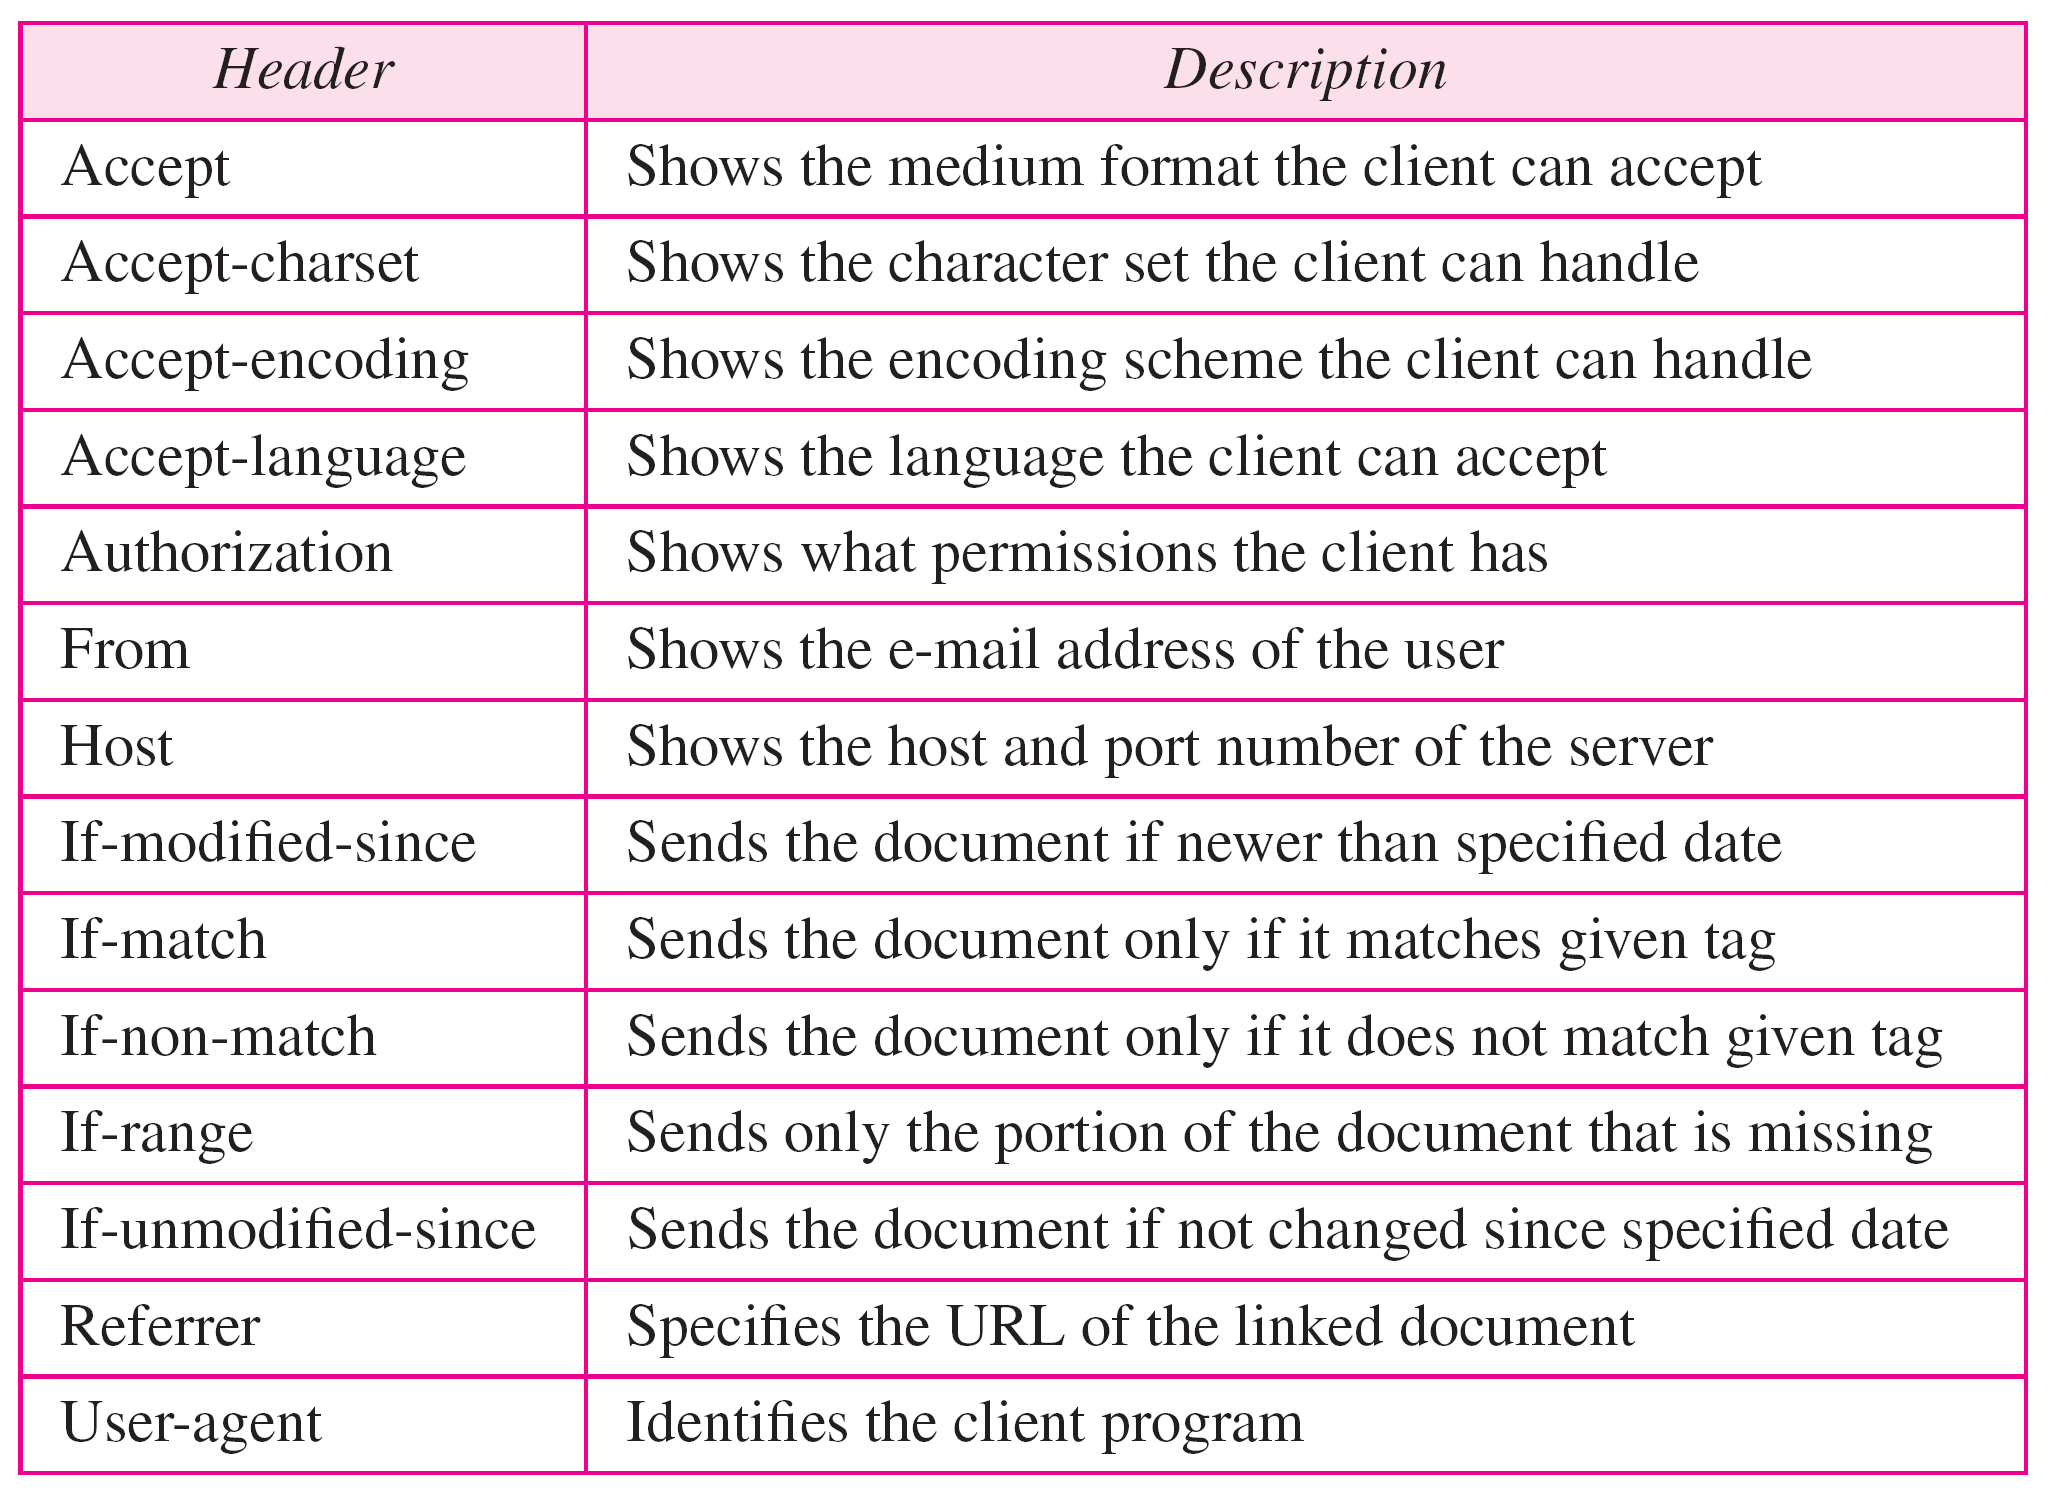 Header Description
Accept Shows the medium format the client can accept
Accept-charset Shows the character set the client can handle
Accept-encoding Shows the encoding scheme the client can handle
Accept-language Shows the language the client can accept
Authorization Shows what permissions the client has
From Shows the e-mail address of the user
Host Shows the host and port number of the server
If-modified-since Sends the document if newer than specified date
If-match Sends the document only if it matches given tag
If-non-match Sends the document only if it does not match given tag
If-range Sends only the portion of the document that is missing
If-unmodified-since Sends the document if not changed since specified date
Referrer Specifies the URL of the linked document
User-agent Identifies the client program